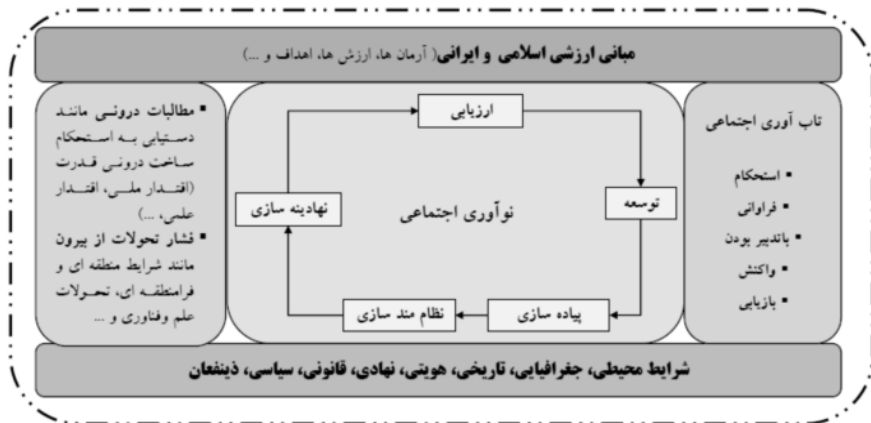 مبانی ارزشی اسلامی و ایرانی( آرمان ها، ارزش ها، اهداف و ...)
تاب آوری اجتماعی
▪ استحکام
▪ فراوانی
▪ باتدبیر بودن
▪ واکنش
▪ بازیابی
ارزیابی
توسعه
نوآوری اجتماعی
نهادینه سازی
پیاده سازی
نظام مند سازی
▪ مطالبات درونی مانند
دستیابی به استحکام
ساخت درونی قدرت
(اقتدار ملی، اقتدار
علمی، ...)
▪ فشار تحولات از بیرون
مانند شرایط منطقه ای و
فرامنطقه ای، تحولات
علم وفناوری و ...
شرایط محیطی، جغرافیایی، تاریخی، هویتی، نهادی، قانونی، سیاسی، ذینفعان